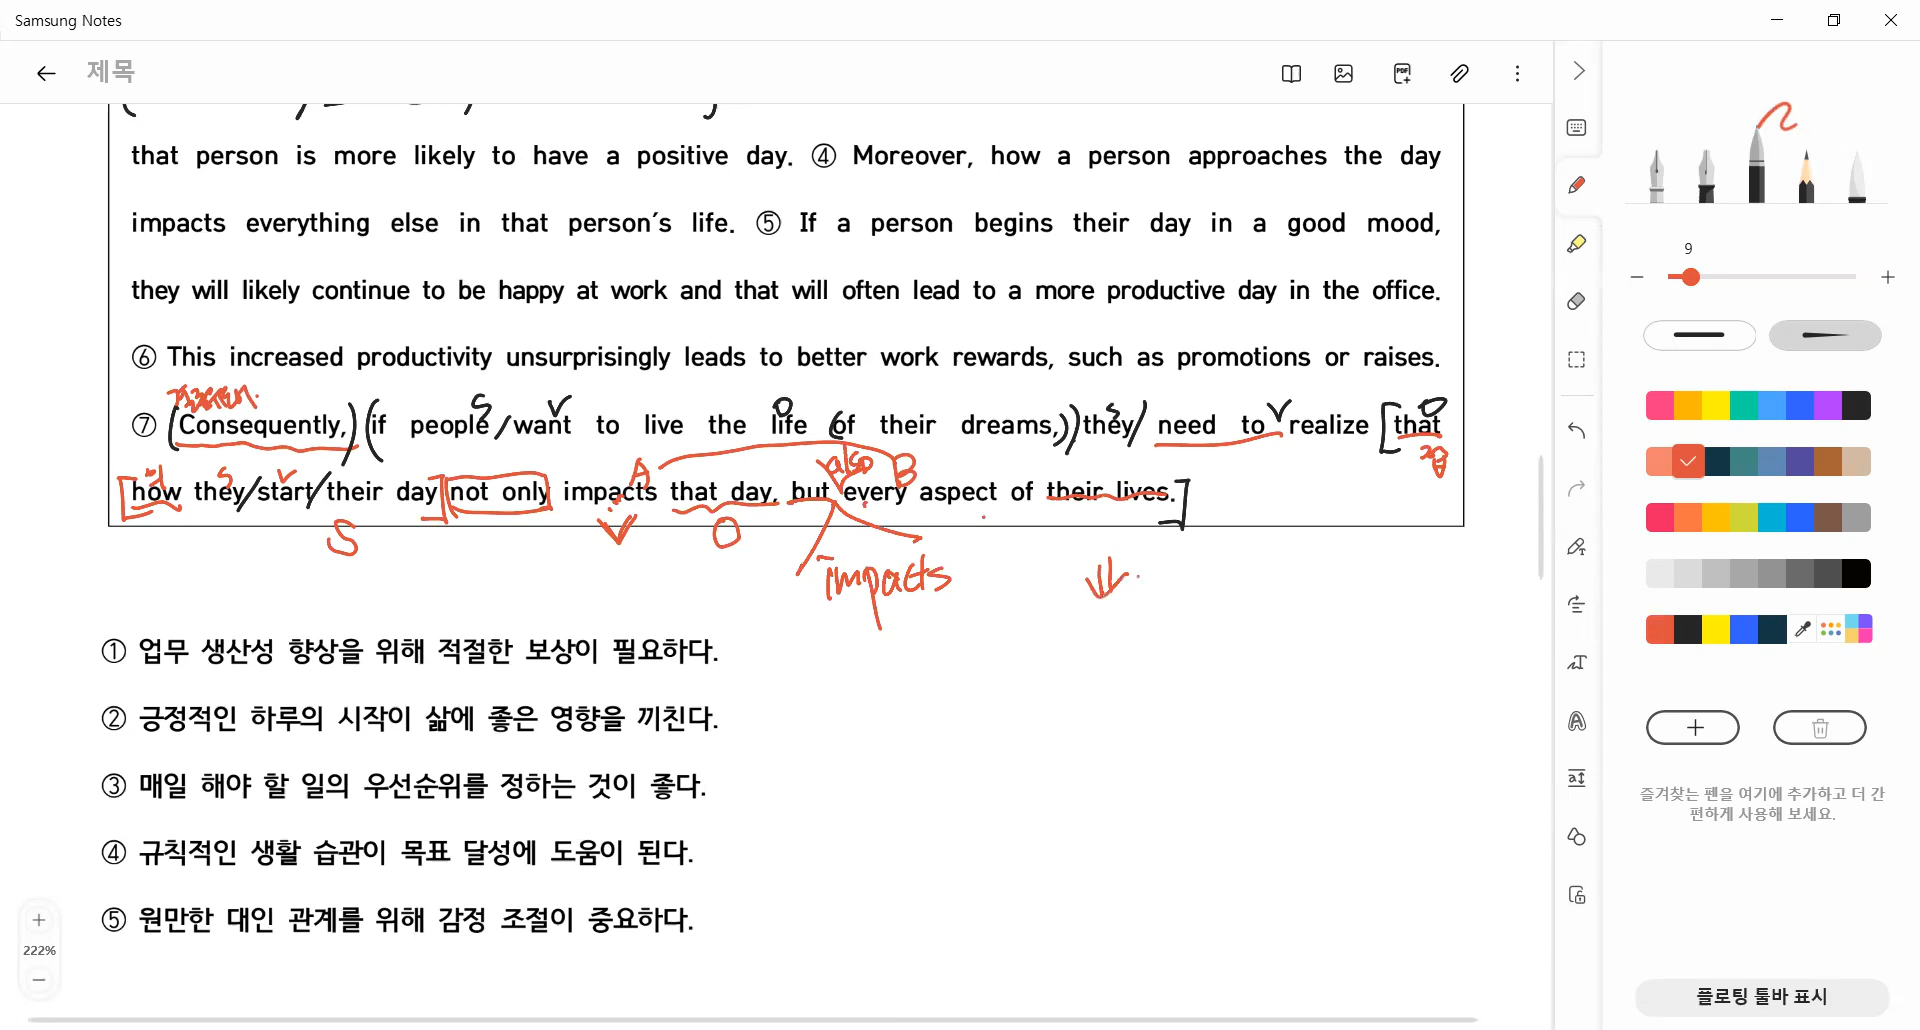 Samsung Notes
제목
that person is more likely to have a positive day. ④ Moreover, how a person approaches the day
impacts everything else in that person's life. ⑤ If a person begins their day in a good mood,
they will likely continue to be happy at work and that will often lead to a more productive day in the office.
⑥ This increased productivity unsurprisingly leads to better work rewards, such as promotions or raises.
S V O S V O
⑦ (Consequently,) (if people / want to live the life (of their dreams,)) they / need to realize [that
S V A also B
[how they / start / their day] not only impacts that day, but every aspect of their lives.]
S V O
impacts
① 업무 생산성 향상을 위해 적절한 보상이 필요하다.
② 긍정적인 하루의 시작이 삶에 좋은 영향을 끼친다.
③ 매일 해야 할 일의 우선순위를 정하는 것이 좋다.
④ 규칙적인 생활 습관이 목표 달성에 도움이 된다.
⑤ 원만한 대인 관계를 위해 감정 조절이 중요하다.
222%
PDF
9
즐겨찾는 펜을 여기에 추가하고 더 간
편하게 사용해 보세요.
플로팅 툴바 표시